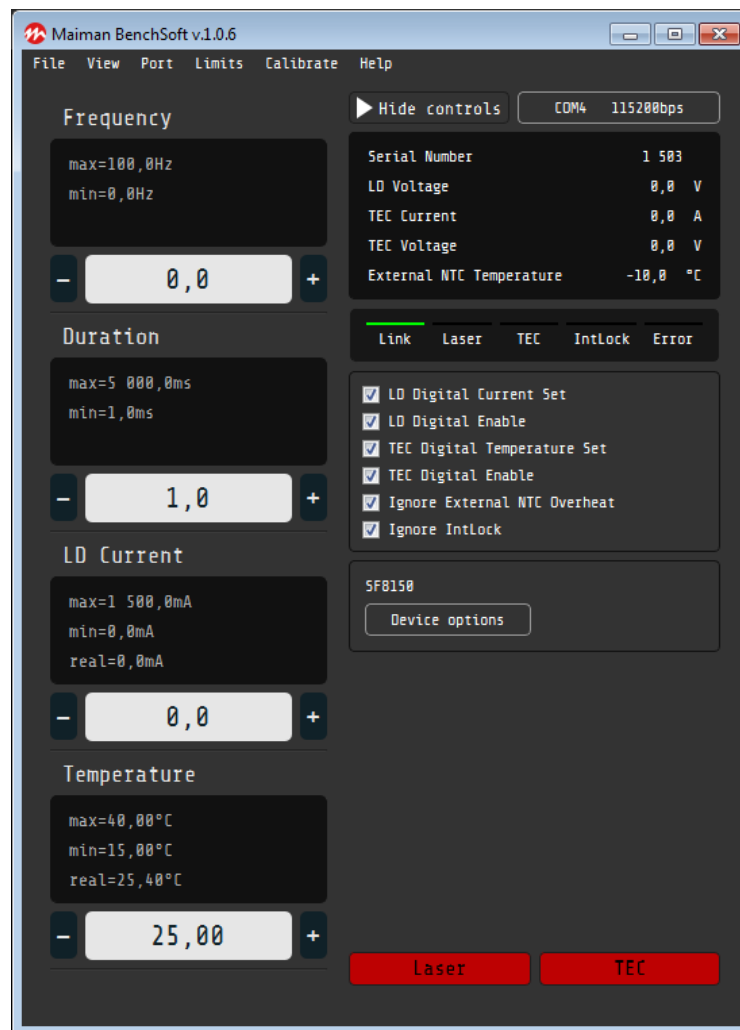 Maiman BenchSoft v.1.0.6
File View Port Limits Calibrate Help
Frequency
max=100,0Hz
min=0,0Hz
− 0,0 +
Duration
max=5 000,0ms
min=1,0ms
− 1,0 +
LD Current
max=1 500,0mA
min=0,0mA
real=0,0mA
− 0,0 +
Temperature
max=40,00°C
min=15,00°C
real=25,40°C
− 25,00 +
Hide controls
COM4 115200bps
Serial Number 1 503
LD Voltage 0,0 V
TEC Current 0,0 A
TEC Voltage 0,0 V
External NTC Temperature -10,0 °C
Link Laser TEC IntLock Error
LD Digital Current Set
LD Digital Enable
TEC Digital Temperature Set
TEC Digital Enable
Ignore External NTC Overheat
Ignore IntLock
SF8150
Device options
Laser TEC